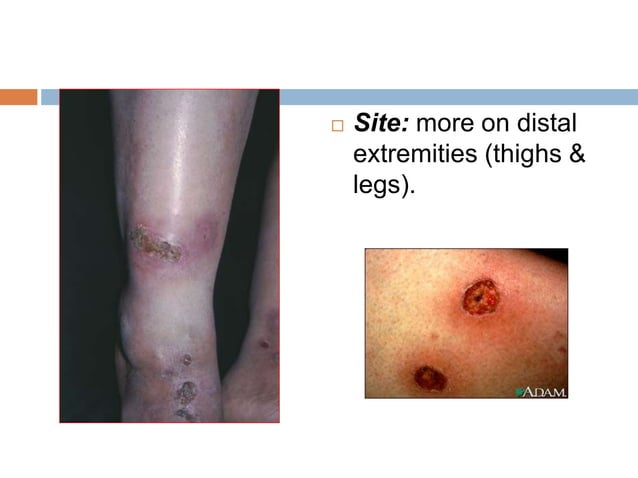 Site: more on distal
extremities (thighs &
legs).
ADAM.